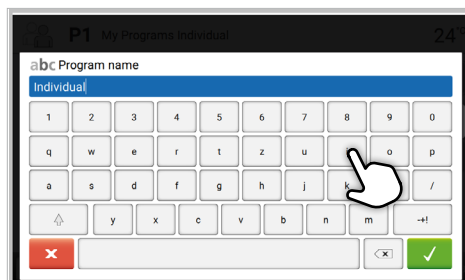 P1 My Programs Individual 24
abc Program name
Individual
1 2 3 4 5 6 7 8 9 0
q w e r t z u o p
a s d f g h j k /
y x c v b n m -+!